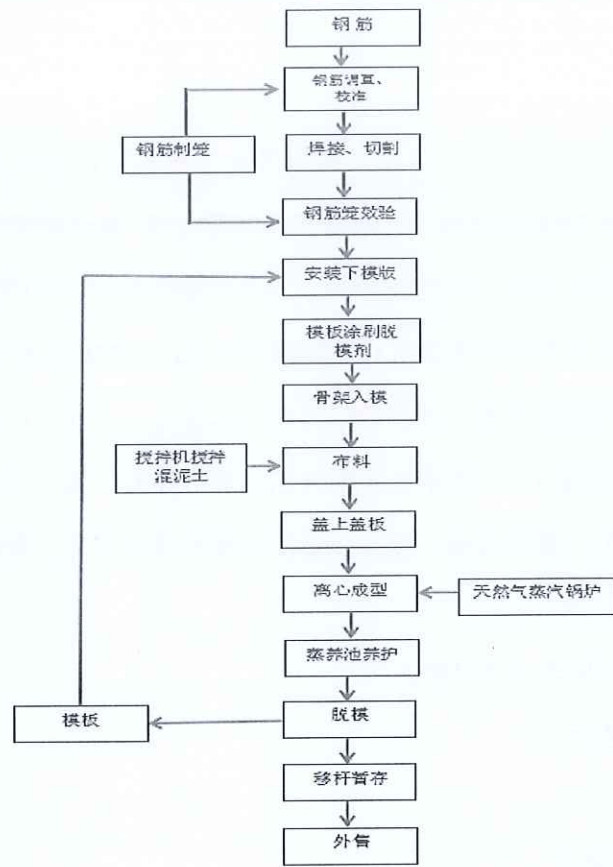 钢筋
钢筋调直、
校准
钢筋制笼
焊接、切割
钢筋笼效验
安装下模版
模板涂刷脱
模剂
骨架入模
搅拌机搅拌
混泥土
布料
盖上盖板
离心成型
天然气蒸汽锅炉
蒸养池养护
模板
脱模
移杆暂存
外售